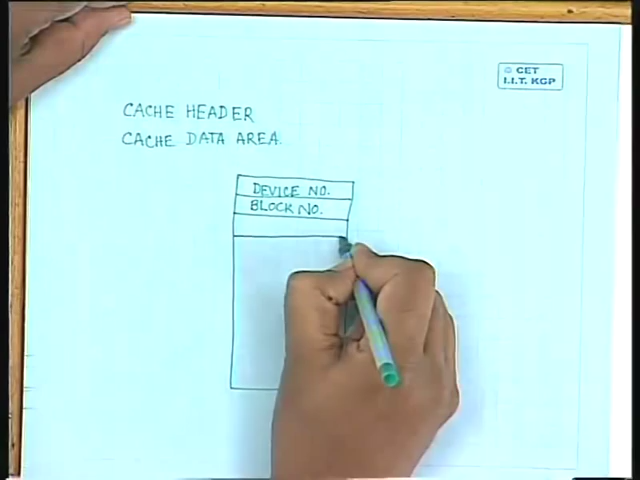 © CET
I.I.T. KGP
CACHE HEADER
CACHE DATA AREA.
DEVICE NO.
BLOCK NO.